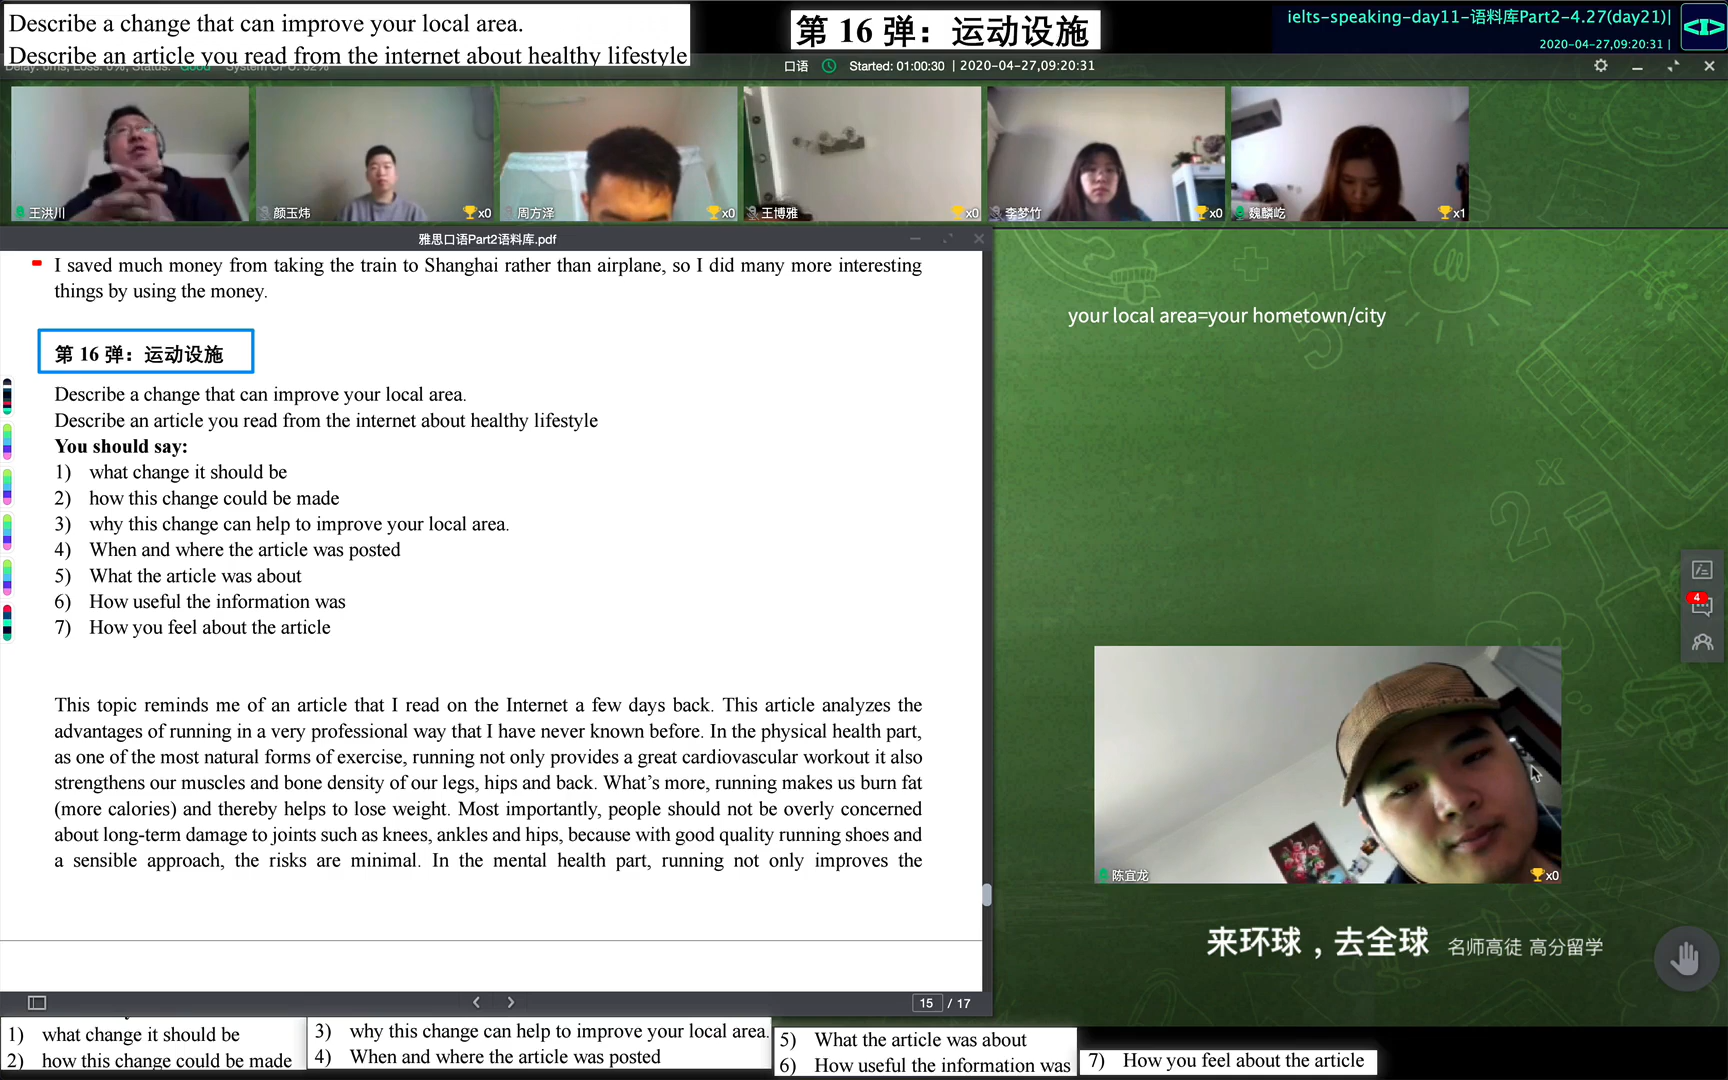 Describe a change that can improve your local area.
Describe an article you read from the internet about healthy lifestyle
第 16 弹：运动设施
ielts-speaking-day11-语料库Part2-4.27(day21)|
2020-04-27,09:20:31 |
口语 Started: 01:00:30 | 2020-04-27,09:20:31
王洪川
颜玉炜 x0
周方泽 x0
王博雅 x0
李梦竹 x0
魏麟屹 x1
雅思口语Part2语料库.pdf
I saved much money from taking the train to Shanghai rather than airplane, so I did many more interesting
things by using the money.
第 16 弹：运动设施
Describe a change that can improve your local area.
Describe an article you read from the internet about healthy lifestyle
You should say:
1) what change it should be
2) how this change could be made
3) why this change can help to improve your local area.
4) When and where the article was posted
5) What the article was about
6) How useful the information was
7) How you feel about the article
This topic reminds me of an article that I read on the Internet a few days back. This article analyzes the
advantages of running in a very professional way that I have never known before. In the physical health part,
as one of the most natural forms of exercise, running not only provides a great cardiovascular workout it also
strengthens our muscles and bone density of our legs, hips and back. What's more, running makes us burn fat
(more calories) and thereby helps to lose weight. Most importantly, people should not be overly concerned
about long-term damage to joints such as knees, ankles and hips, because with good quality running shoes and
a sensible approach, the risks are minimal. In the mental health part, running not only improves the
15 / 17
your local area=your hometown/city
4
陈宜龙 x0
来环球，去全球 名师高徒 高分留学
1) what change it should be
2) how this change could be made
3) why this change can help to improve your local area.
4) When and where the article was posted
5) What the article was about
6) How useful the information was
7) How you feel about the article